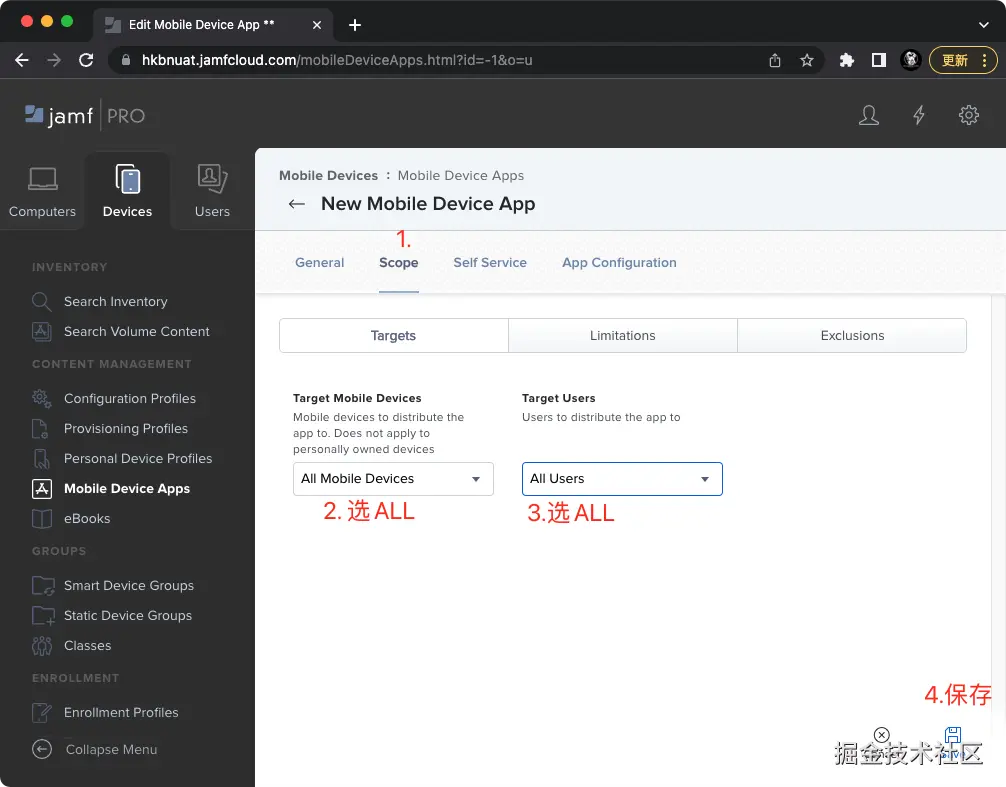 Edit Mobile Device App **
hkbnuat.jamfcloud.com/mobileDeviceApps.html?id=-1&o=u
更新
jamf PRO
Computers
Devices
Users
Mobile Devices : Mobile Device Apps
← New Mobile Device App
1.
General
Scope
Self Service
App Configuration
INVENTORY
Search Inventory
Search Volume Content
CONTENT MANAGEMENT
Configuration Profiles
Provisioning Profiles
Personal Device Profiles
Mobile Device Apps
eBooks
GROUPS
Smart Device Groups
Static Device Groups
Classes
ENROLLMENT
Enrollment Profiles
Collapse Menu
Targets
Limitations
Exclusions
Target Mobile Devices
Mobile devices to distribute the
app to. Does not apply to
personally owned devices
All Mobile Devices
2. 选 ALL
Target Users
Users to distribute the app to
All Users
3.选 ALL
4.保存
掘金技术社区